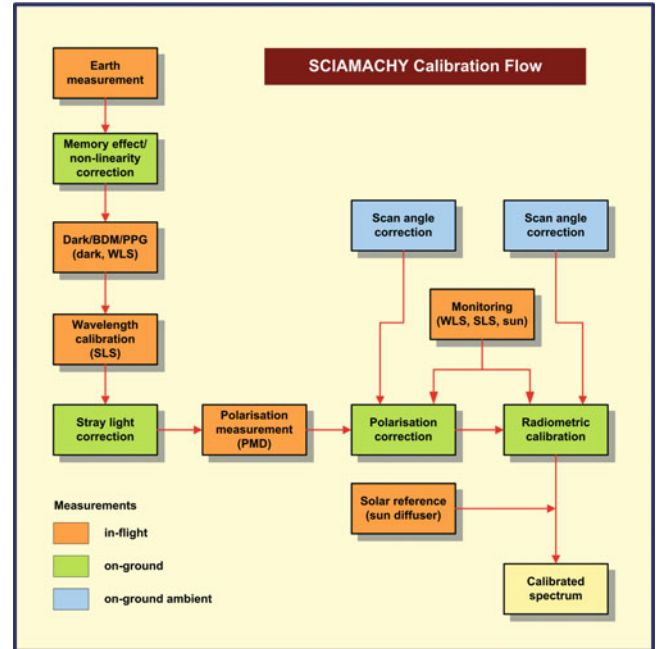 SCIAMACHY Calibration Flow
Earth
measurement
Memory effect/
non-linearity
correction
Dark/BDM/PPG
(dark, WLS)
Wavelength
calibration
(SLS)
Stray light
correction
Polarisation
measurement
(PMD)
Scan angle
correction
Scan angle
correction
Monitoring
(WLS, SLS, sun)
Polarisation
correction
Radiometric
calibration
Solar reference
(sun diffuser)
Calibrated
spectrum
Measurements
in-flight
on-ground
on-ground ambient